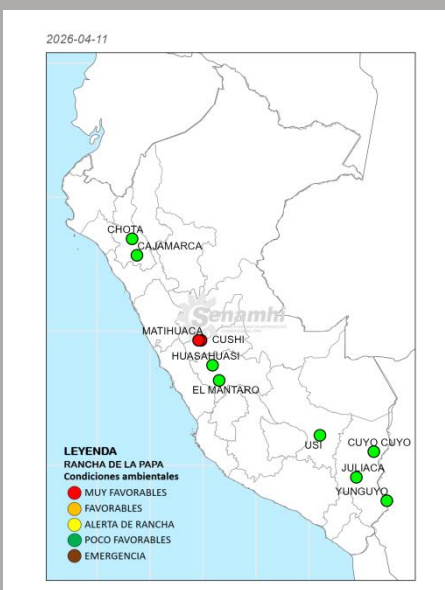 2026-04-11
CHOTA
CAJAMARCA
Senamhi
MATIHUACA
CUSHI
HUASAHUASI
EL MANTARO
USI
CUYO CUYO
JULIACA
YUNGUYO
LEYENDA
RANCHA DE LA PAPA
Condiciones ambientales
MUY FAVORABLES
FAVORABLES
ALERTA DE RANCHA
POCO FAVORABLES
EMERGENCIA